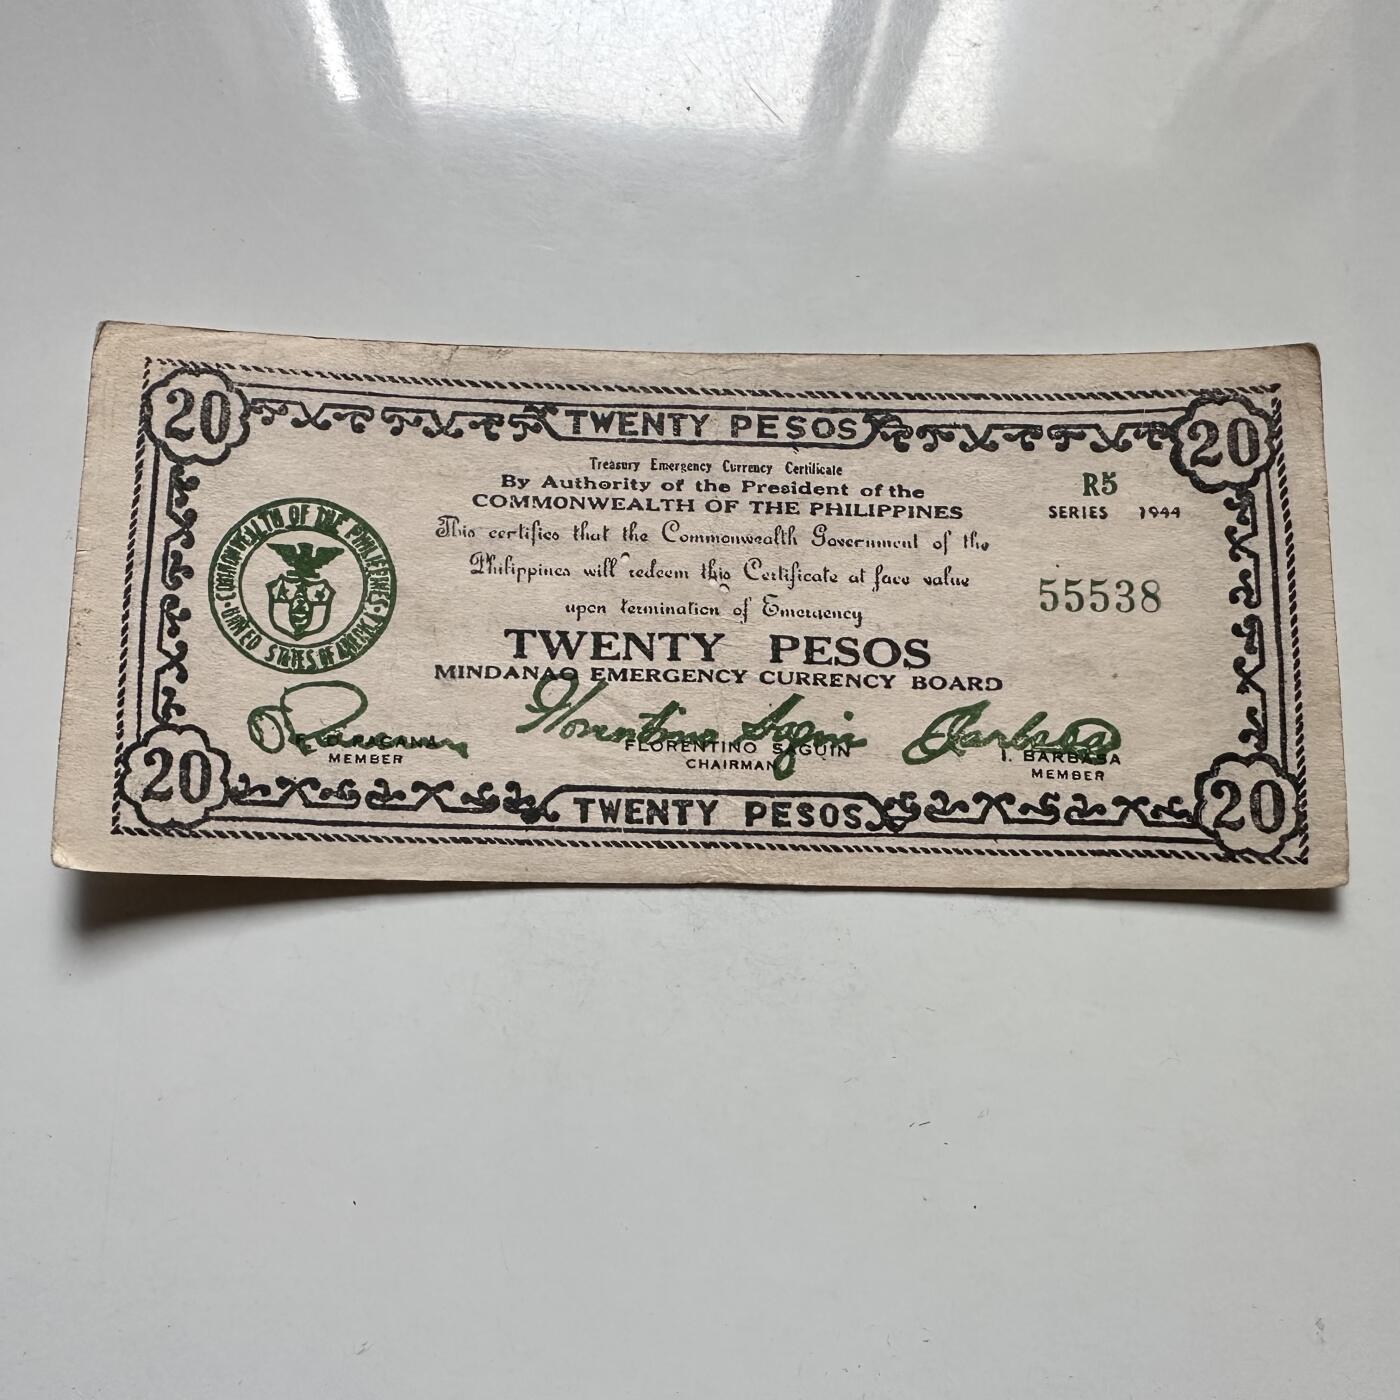 20 TWENTY PESOS 20
Treasury Emergency Currency Certificate
By Authority of the President of the
COMMONWEALTH OF THE PHILIPPINES
R5
SERIES 1944
This certifies that the Commonwealth Government of the
Philippines will redeem this Certificate at face value
upon termination of Emergency
55538
COMMONWEALTH OF THE PHILIPPINES
UNITED STATES OF AMERICA
TWENTY PESOS
MINDANAO EMERGENCY CURRENCY BOARD
Florentino Saguin
Barbasa
MEMBER
FLORENTINO SAGUIN
CHAIRMAN
I. BARBASA
MEMBER
20 TWENTY PESOS 20